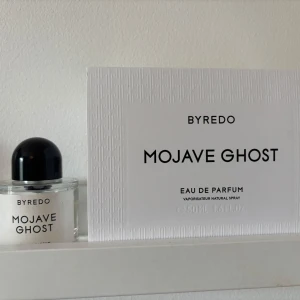 BYREDO
MOJAVE GHOST
EAU DE PARFUM
VAPORISATEUR NATURAL SPRAY
BYREDO
MOJAVE
GHOST